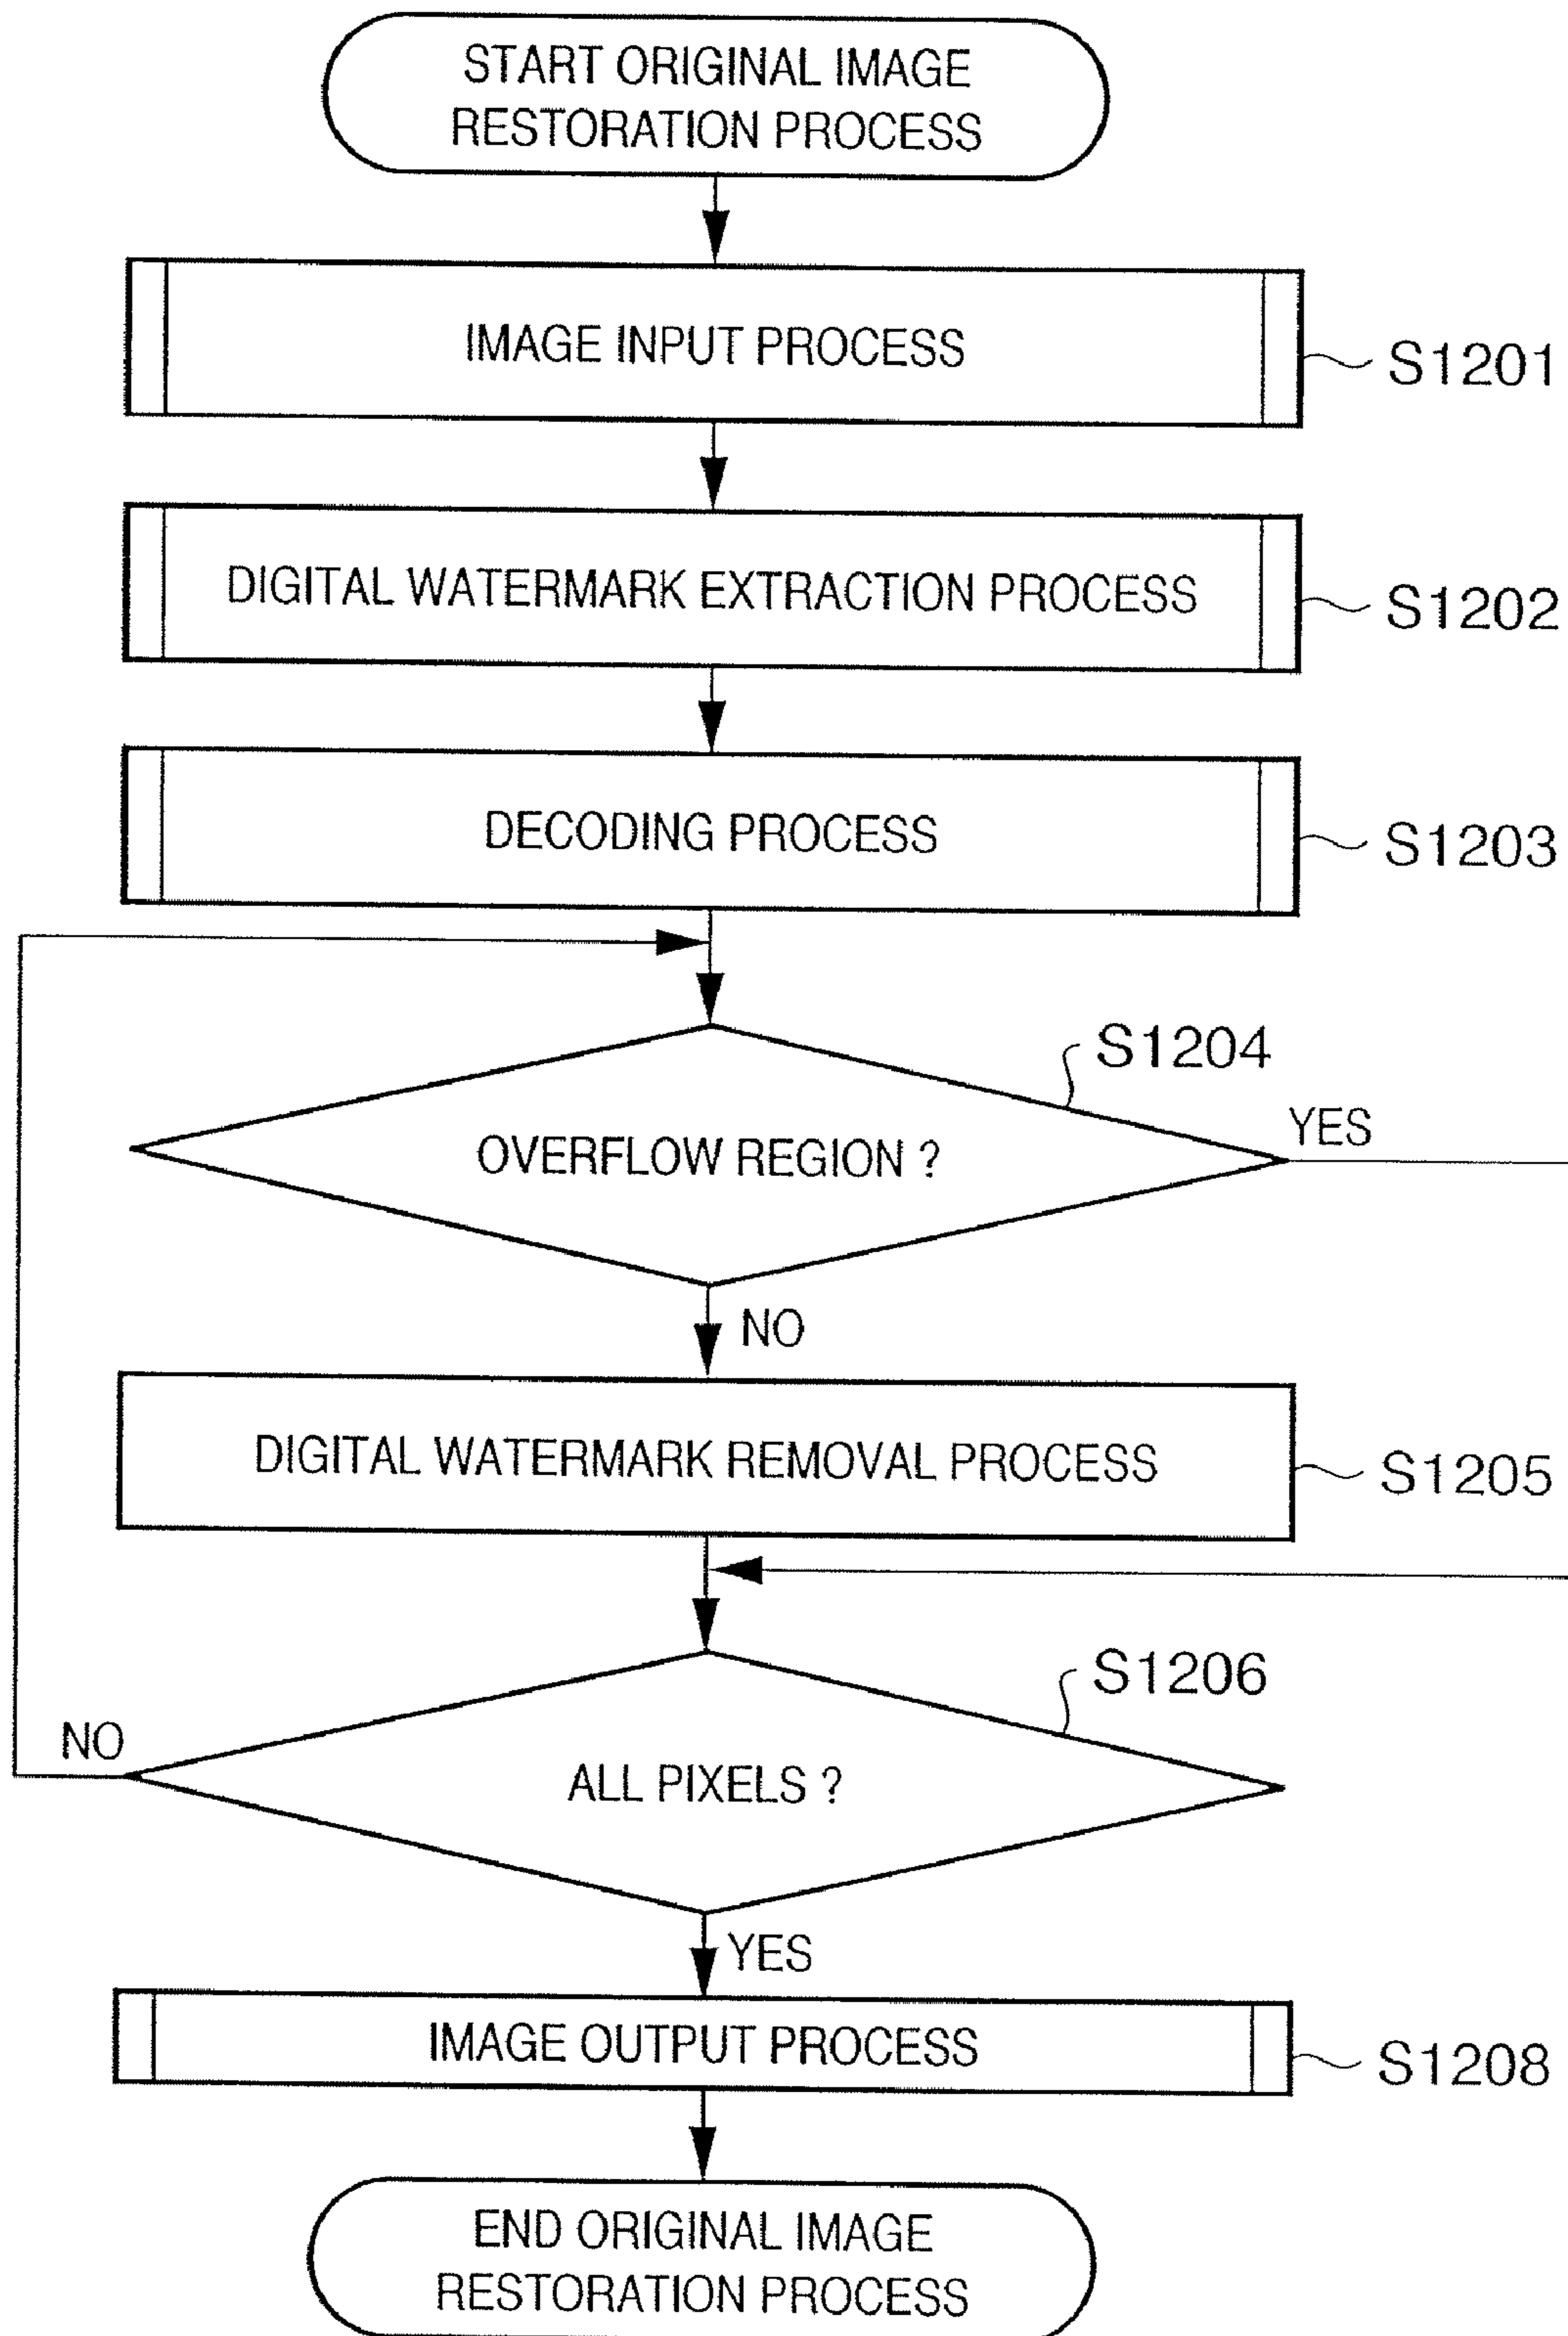 START ORIGINAL IMAGE
RESTORATION PROCESS
IMAGE INPUT PROCESS
S1201
DIGITAL WATERMARK EXTRACTION PROCESS
S1202
DECODING PROCESS
S1203
S1204
OVERFLOW REGION ?
YES
NO
DIGITAL WATERMARK REMOVAL PROCESS
S1205
S1206
NO
ALL PIXELS ?
YES
IMAGE OUTPUT PROCESS
S1208
END ORIGINAL IMAGE
RESTORATION PROCESS